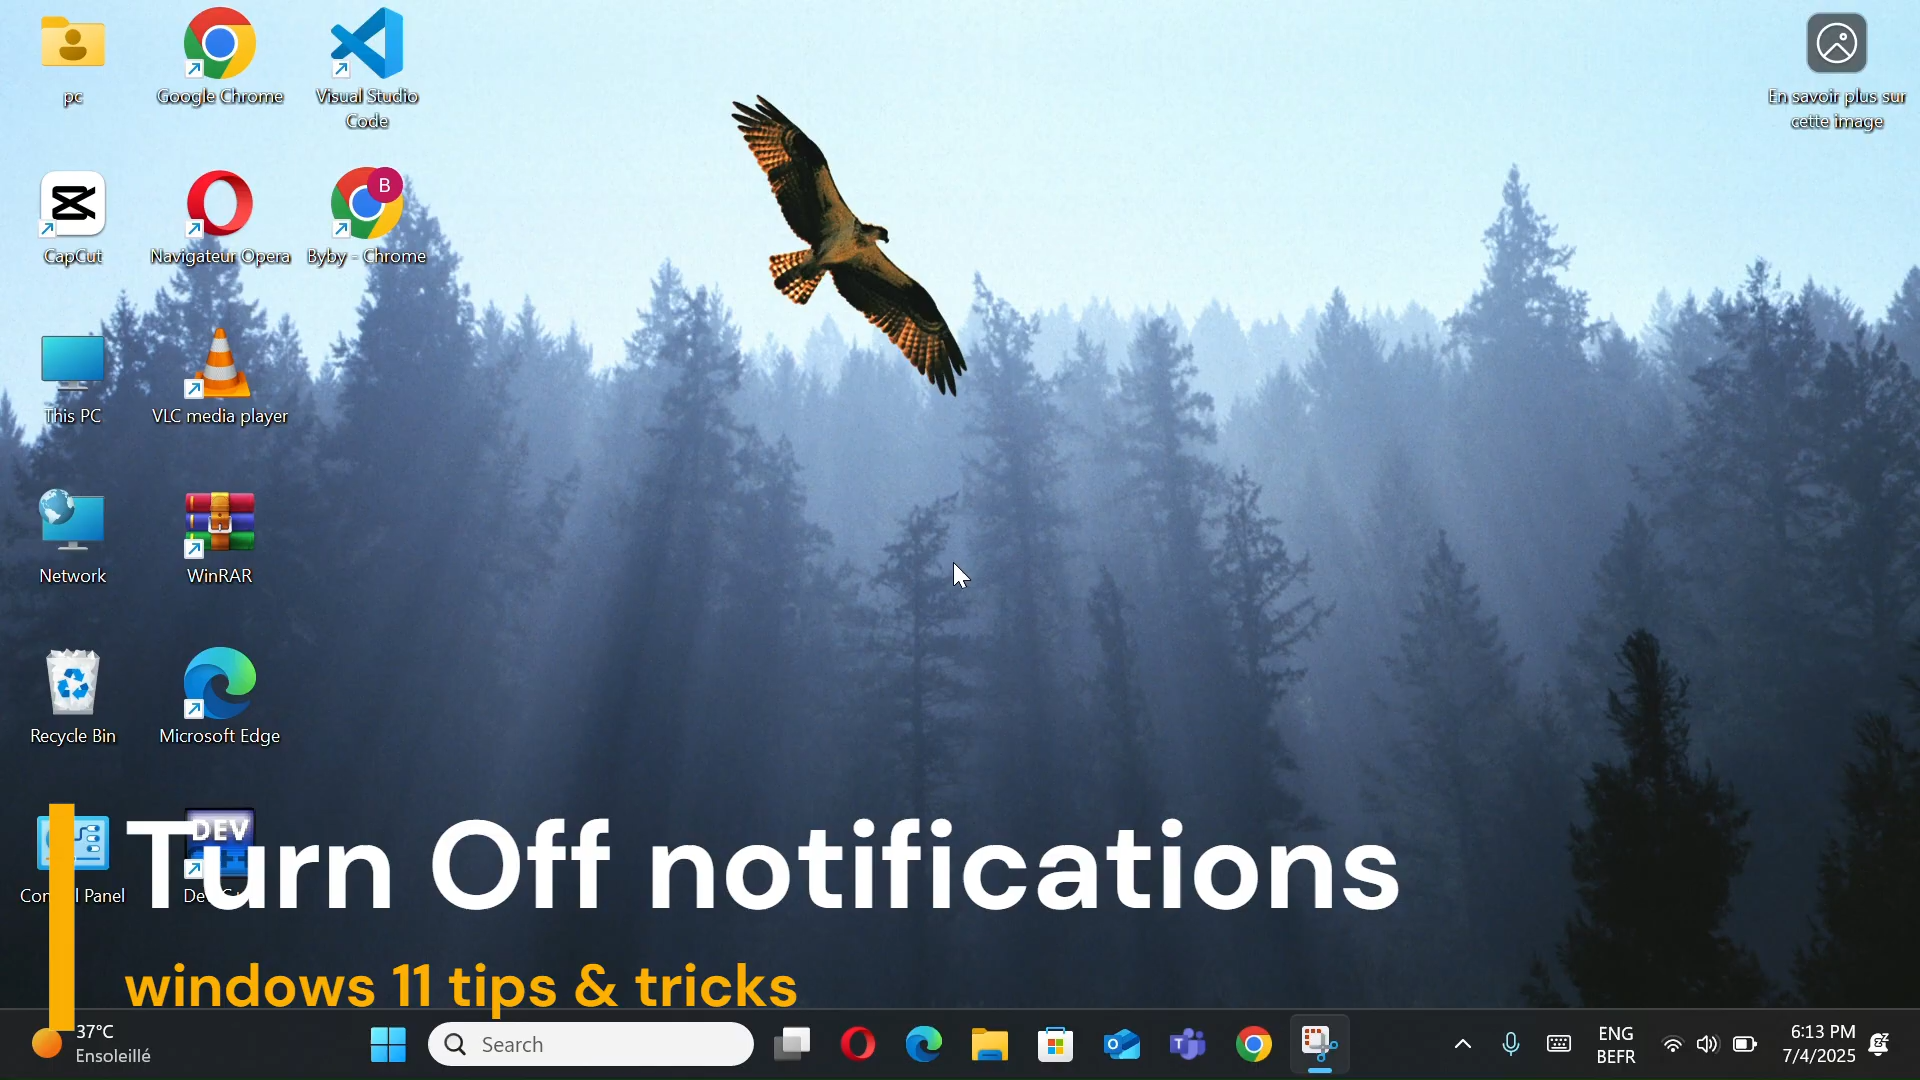 pc
Google Chrome
Visual Studio
Code
En savoir plus sur
cette image
B
CapCut
Navigateur Opera
Byby - Chrome
This PC
VLC media player
Network
WinRAR
Recycle Bin
Microsoft Edge
DEV
Turn Off notifications
windows 11 tips & tricks
37°C
Ensoleillé
Search
ENG
BEFR
6:13 PM
7/4/2025